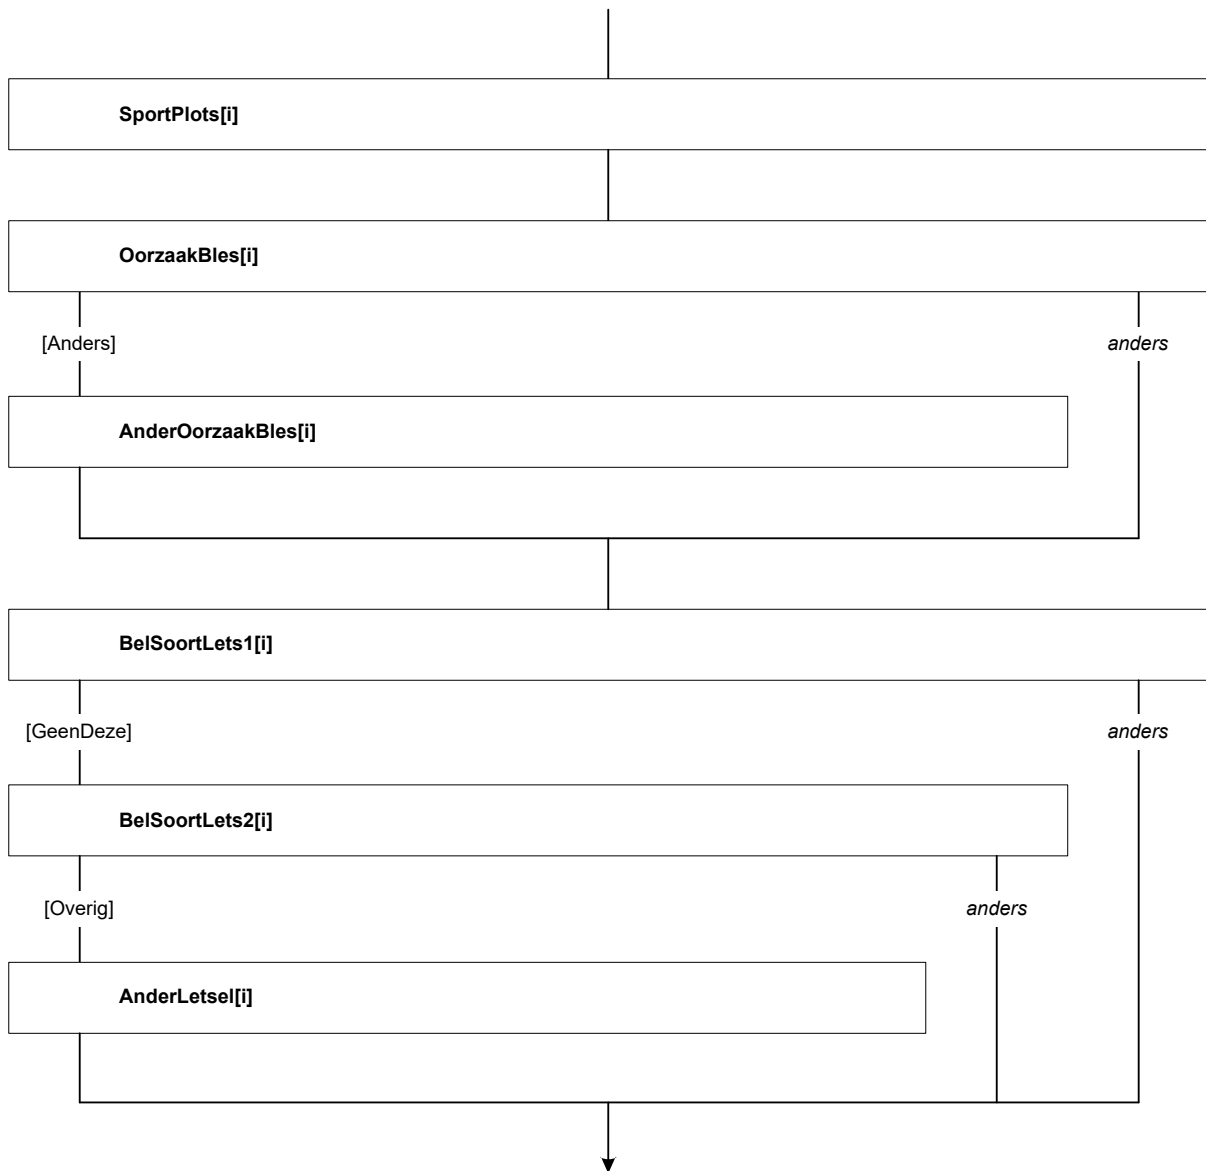 SportPlots[i]
OorzaakBles[i]
[Anders] anders
AnderOorzaakBles[i]
BelSoortLets1[i]
[GeenDeze] anders
BelSoortLets2[i]
[Overig] anders
AnderLetsel[i]